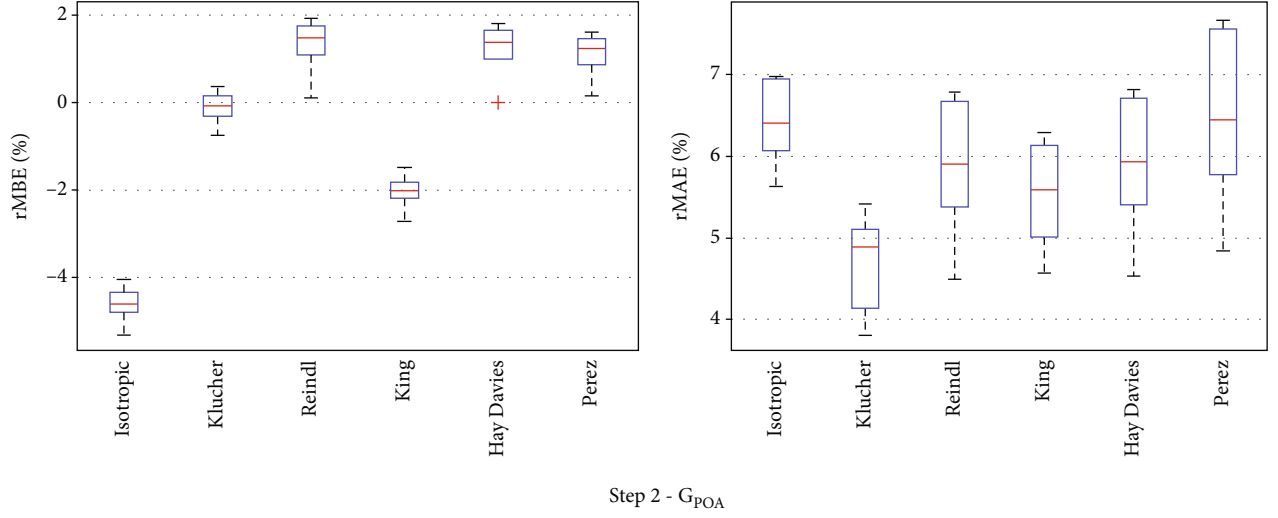 rMBE (%)
2
0
−2
−4
Isotropic
Klucher
Reindl
King
Hay Davies
Perez
rMAE (%)
7
6
5
4
Isotropic
Klucher
Reindl
King
Hay Davies
Perez
Step 2 - GPOA